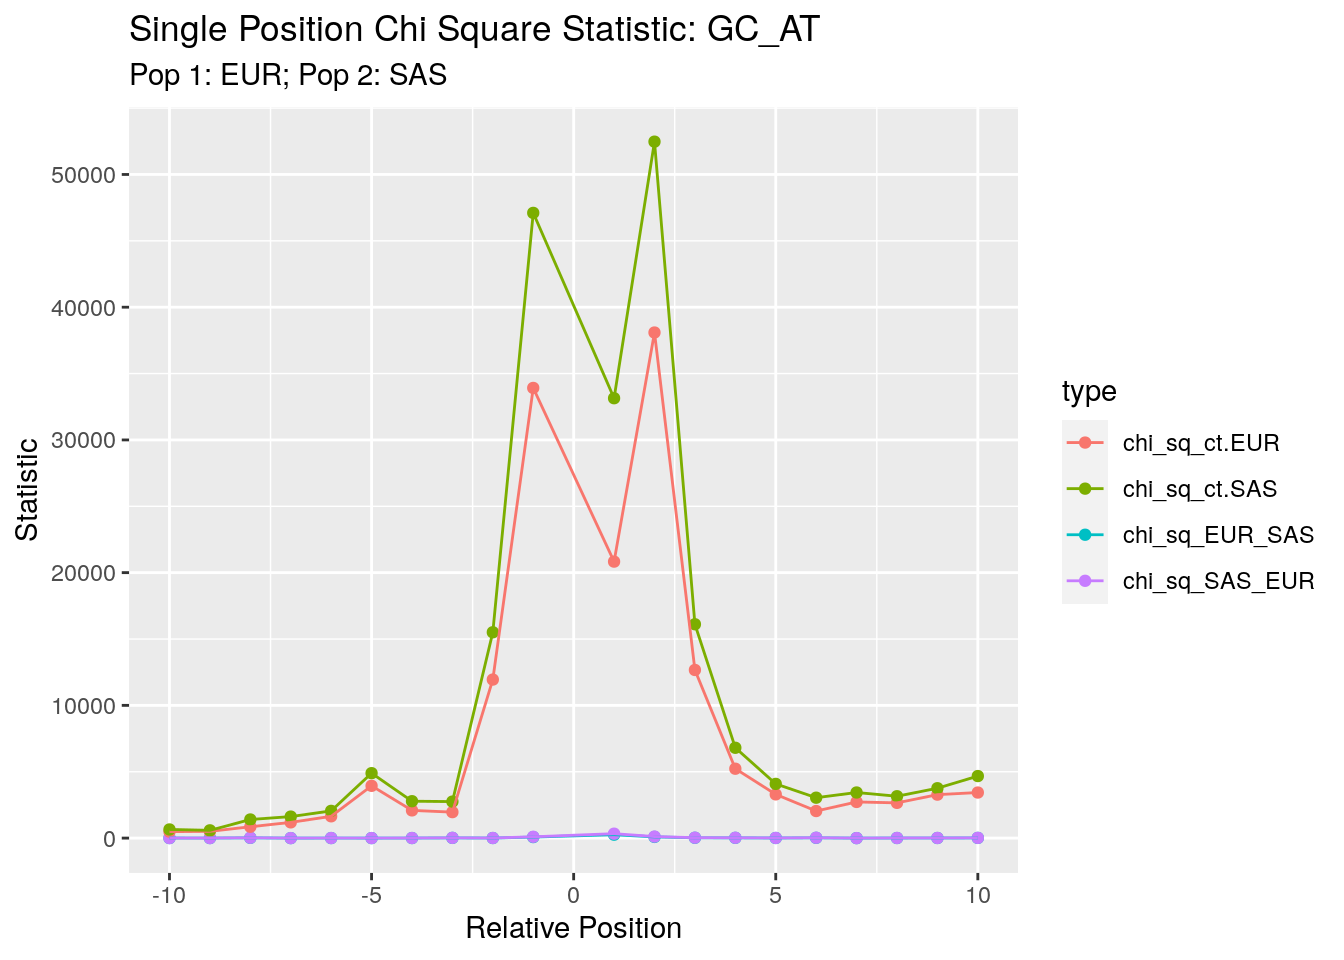 Single Position Chi Square Statistic: GC_AT
Pop 1: EUR; Pop 2: SAS
50000
40000
30000
20000
10000
0
Statistic
-10
-5
0
5
10
Relative Position
type
chi_sq_ct.EUR
chi_sq_ct.SAS
chi_sq_EUR_SAS
chi_sq_SAS_EUR